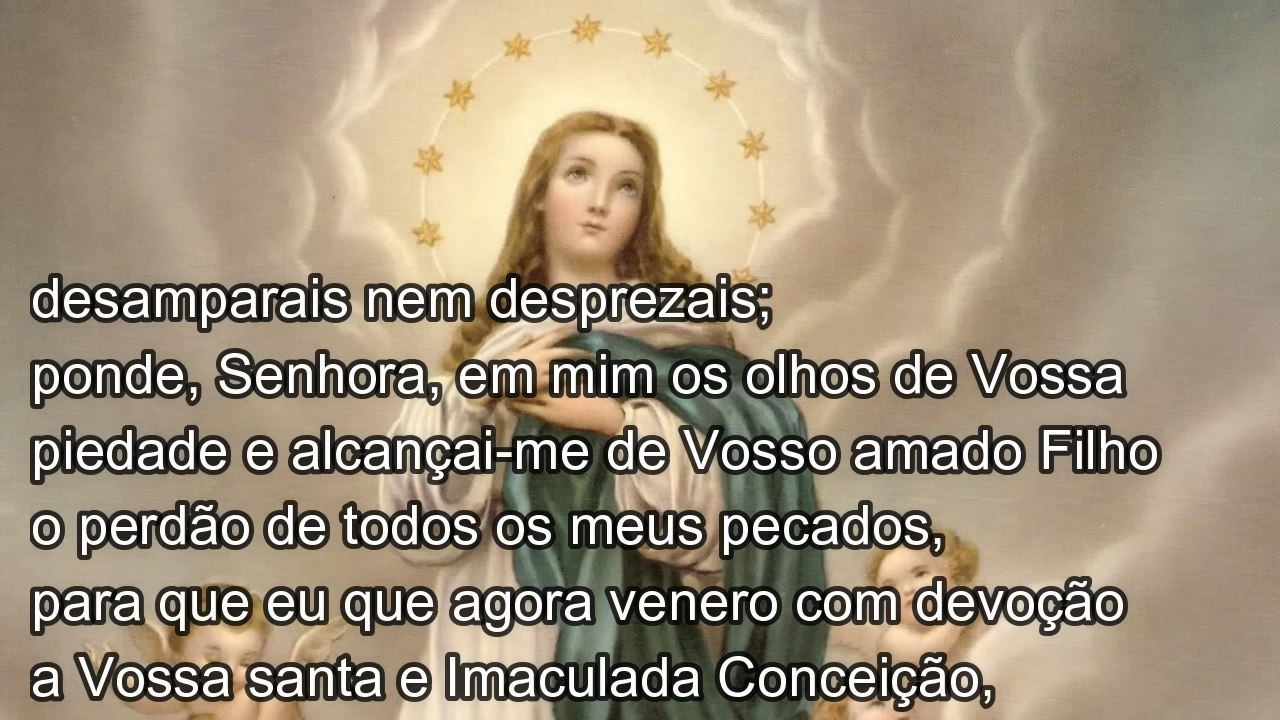 desamparais nem desprezais;
ponde, Senhora, em mim os olhos de Vossa
piedade e alcançai-me de Vosso amado Filho
o perdão de todos os meus pecados,
para que eu que agora venero com devoção
a Vossa santa e Imaculada Conceição,